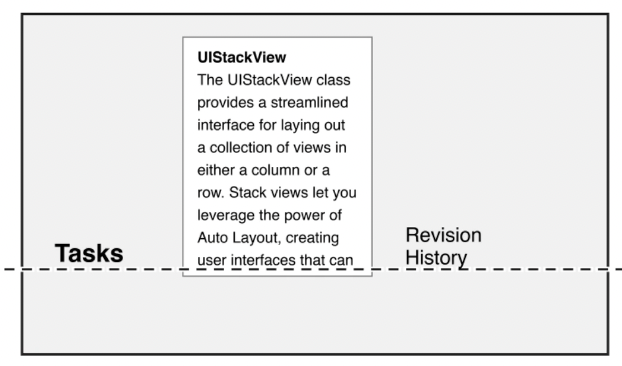 UIStackView
The UIStackView class
provides a streamlined
interface for laying out
a collection of views in
either a column or a
row. Stack views let you
leverage the power of
Auto Layout, creating
user interfaces that can
Tasks
Revision
History